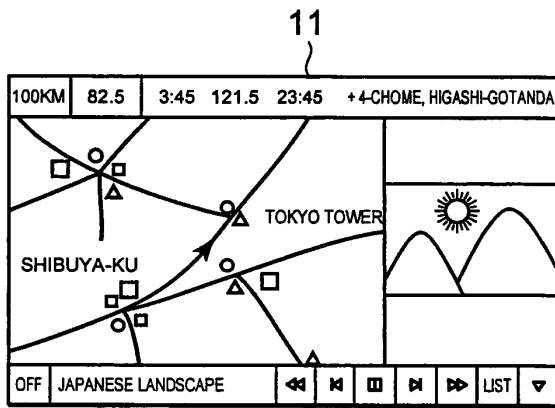 11
100KM 82.5 3:45 121.5 23:45 +4-CHOME, HIGASHI-GOTANDA
TOKYO TOWER
SHIBUYA-KU
OFF JAPANESE LANDSCAPE LIST